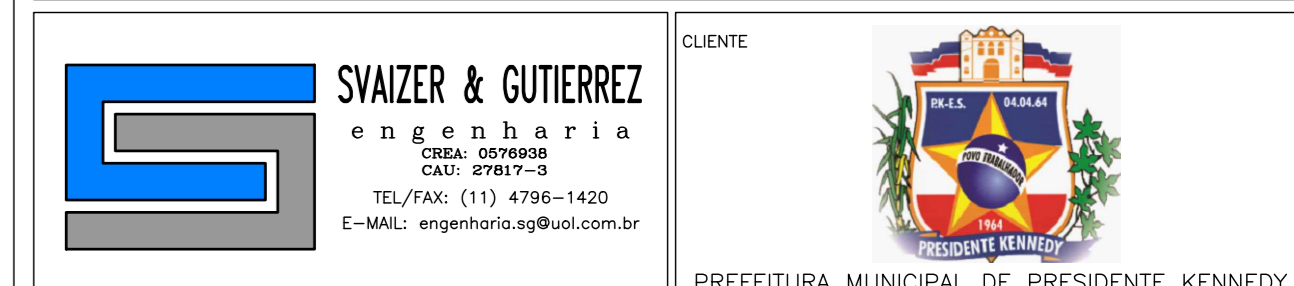 SVAIZER & GUTIERREZ
engenharia
CREA: 0576938
CAU: 27817-3
TEL/FAX: (11) 4796-1420
E-MAIL: engenharia.sg@uol.com.br
CLIENTE
P.K-E.S. 04.04.64
POVO TRABALHADOR
1964
PRESIDENTE KENNEDY
PREFEITURA MUNICIPAL DE PRESIDENTE KENNEDY